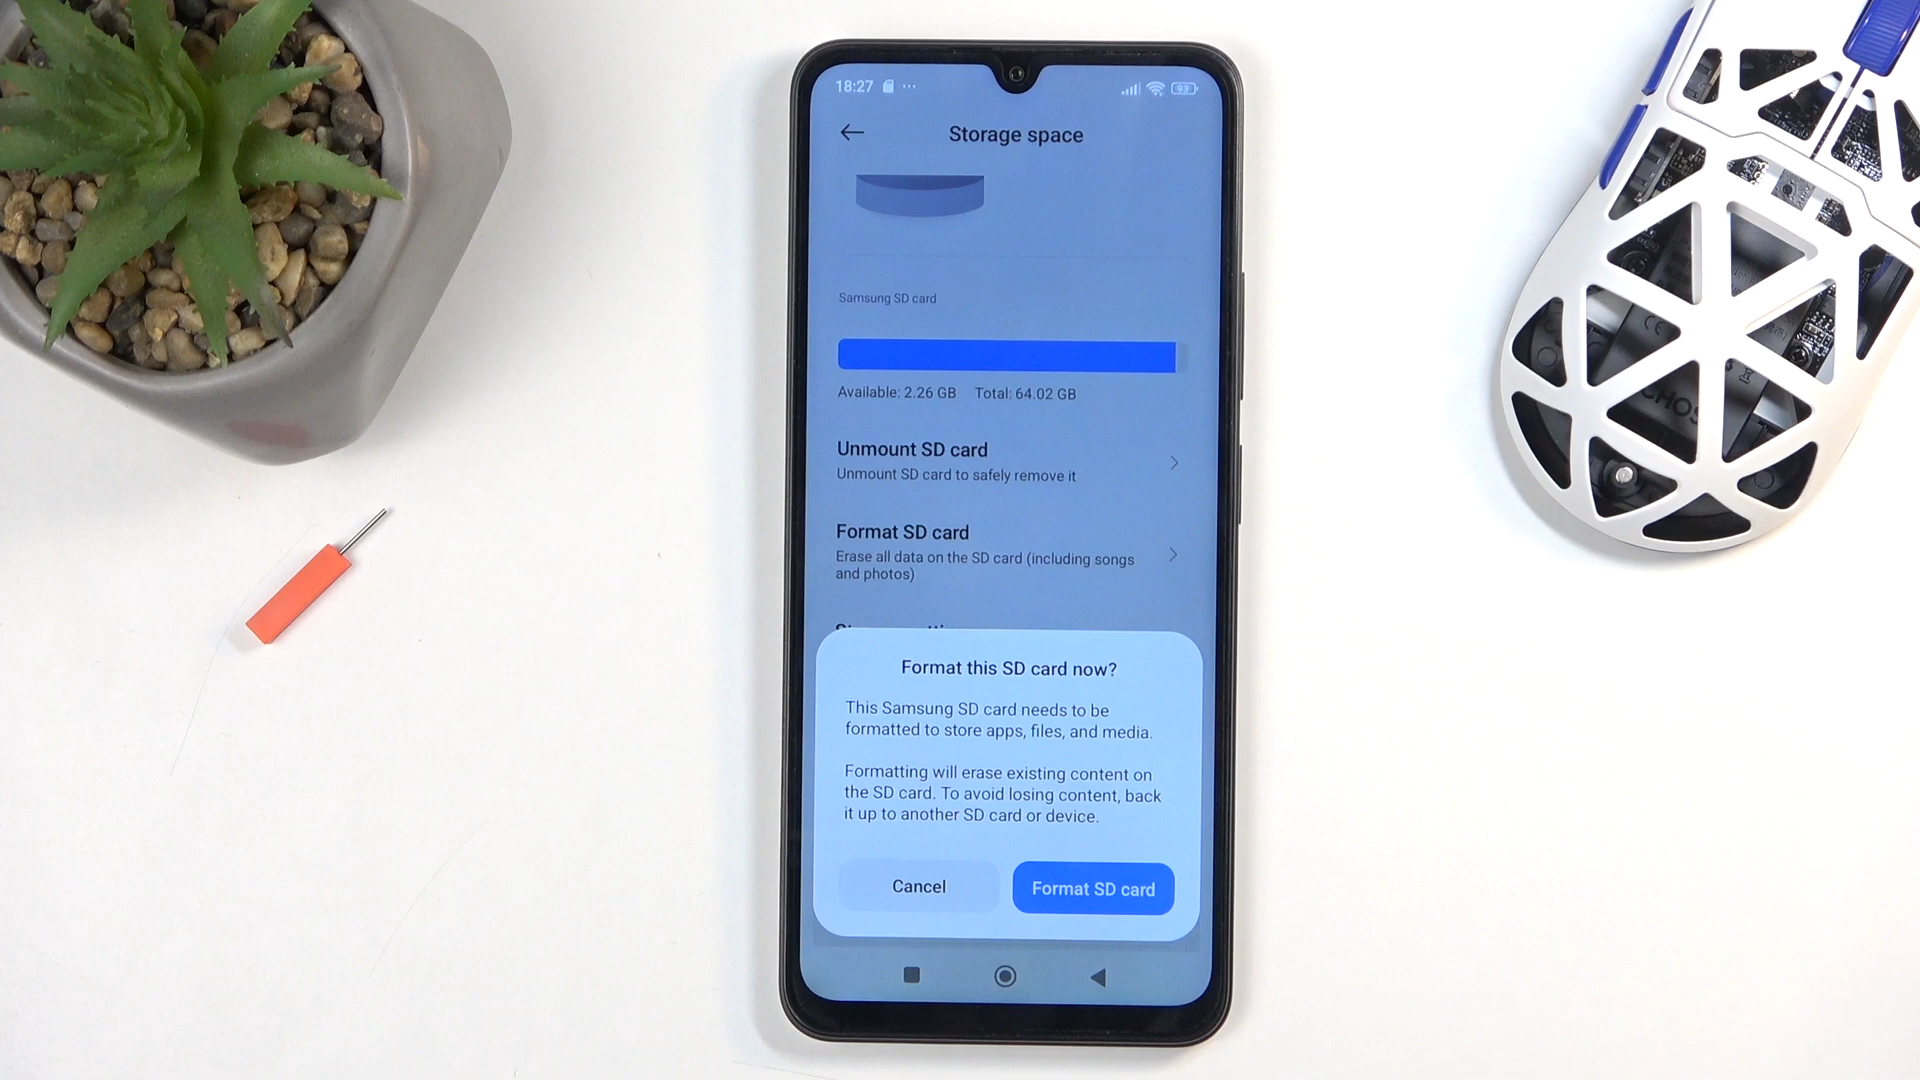 18:27
93
Storage space
Samsung SD card
Available: 2.26 GB Total: 64.02 GB
Unmount SD card
Unmount SD card to safely remove it
Format SD card
Erase all data on the SD card (including songs
and photos)
Format this SD card now?
This Samsung SD card needs to be
formatted to store apps, files, and media.
Formatting will erase existing content on
the SD card. To avoid losing content, back
it up to another SD card or device.
Cancel
Format SD card
CE